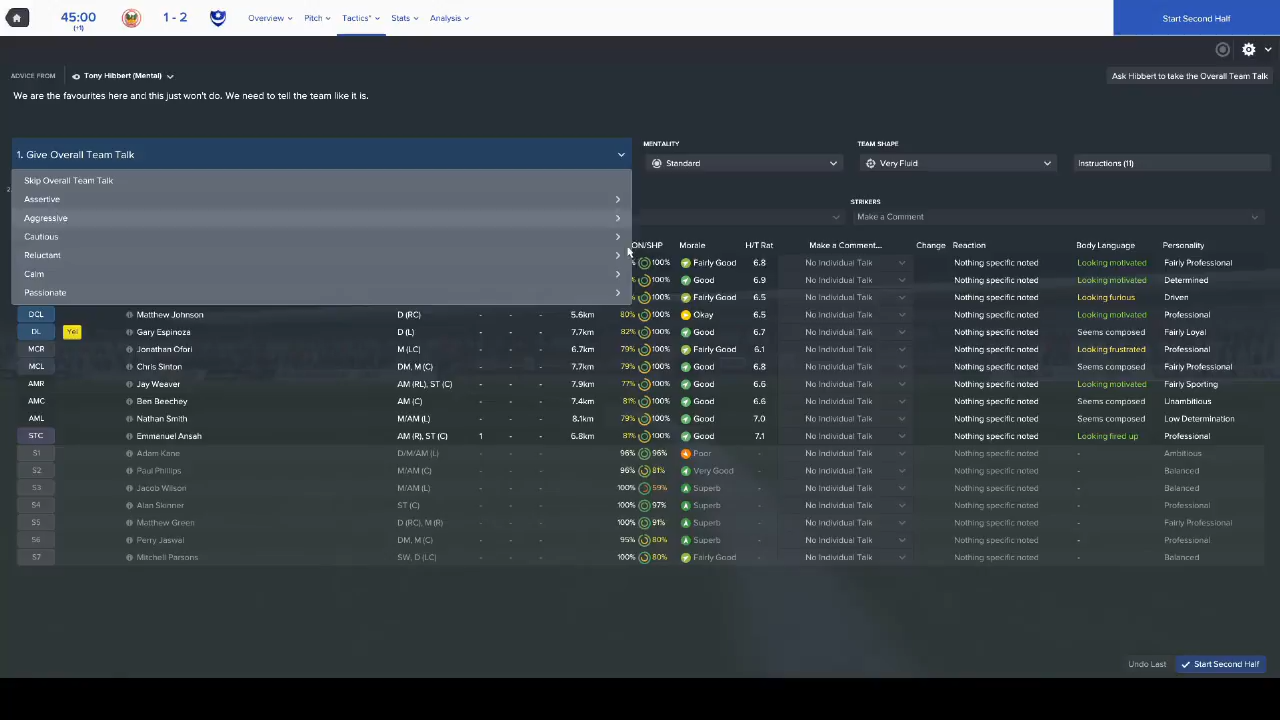 45:00 (+1) 1 - 2 Overview Pitch Tactics* Stats Analysis Start Second Half
ADVICE FROM Tony Hibbert (Mental) Ask Hibbert to take the Overall Team Talk
We are the favourites here and this just won't do. We need to tell the team like it is.
MENTALITY TEAM SHAPE
1. Give Overall Team Talk Standard Very Fluid Instructions (11)
Skip Overall Team Talk
Assertive STRIKERS
Aggressive Make a Comment
Cautious ON/SHP Morale H/T Rat Make a Comment... Change Reaction Body Language Personality
Reluctant 100% Fairly Good 6.8 No Individual Talk Nothing specific noted Looking motivated Fairly Professional
Calm 100% Good 6.9 No Individual Talk Nothing specific noted Looking motivated Determined
Passionate 100% Fairly Good 6.5 No Individual Talk Nothing specific noted Looking furious Driven
DCL Matthew Johnson D (RC) - - - 5.6km 80% 100% Okay 6.5 No Individual Talk Nothing specific noted Looking motivated Professional
DL Yel Gary Espinoza D (L) - - - 7.7km 82% 100% Good 6.7 No Individual Talk Nothing specific noted Seems composed Fairly Loyal
MCR Jonathan Ofori M (LC) - - - 6.7km 79% 100% Fairly Good 6.1 No Individual Talk Nothing specific noted Looking frustrated Professional
MCL Chris Sinton DM, M (C) - - - 7.7km 79% 100% Good 6.8 No Individual Talk Nothing specific noted Seems composed Fairly Professional
AMR Jay Weaver AM (RL), ST (C) - - - 7.9km 77% 100% Good 6.6 No Individual Talk Nothing specific noted Looking motivated Fairly Sporting
AMC Ben Beechey AM (C) - - - 7.4km 81% 100% Good 6.6 No Individual Talk Nothing specific noted Seems composed Unambitious
AML Nathan Smith M/AM (L) - - - 8.1km 79% 100% Good 7.0 No Individual Talk Nothing specific noted Seems composed Low Determination
STC Emmanuel Ansah AM (R), ST (C) 1 - - 6.8km 81% 100% Good 7.1 No Individual Talk Nothing specific noted Looking fired up Professional
S1 Adam Kane D/M/AM (L) 96% 96% Poor - No Individual Talk Nothing specific noted - Ambitious
S2 Paul Phillips M/AM (C) 96% 81% Very Good - No Individual Talk Nothing specific noted - Balanced
S3 Jacob Wilson M/AM (L) 100% 59% Superb - No Individual Talk Nothing specific noted - Balanced
S4 Alan Skinner ST (C) 100% 97% Superb - No Individual Talk Nothing specific noted - Professional
S5 Matthew Green D (RC), M (R) 100% 91% Superb - No Individual Talk Nothing specific noted - Fairly Professional
S6 Perry Jaswal DM, M (C) 95% 80% Superb - No Individual Talk Nothing specific noted - Professional
S7 Mitchell Parsons SW, D (LC) 100% 80% Fairly Good - No Individual Talk Nothing specific noted - Balanced
Undo Last Start Second Half